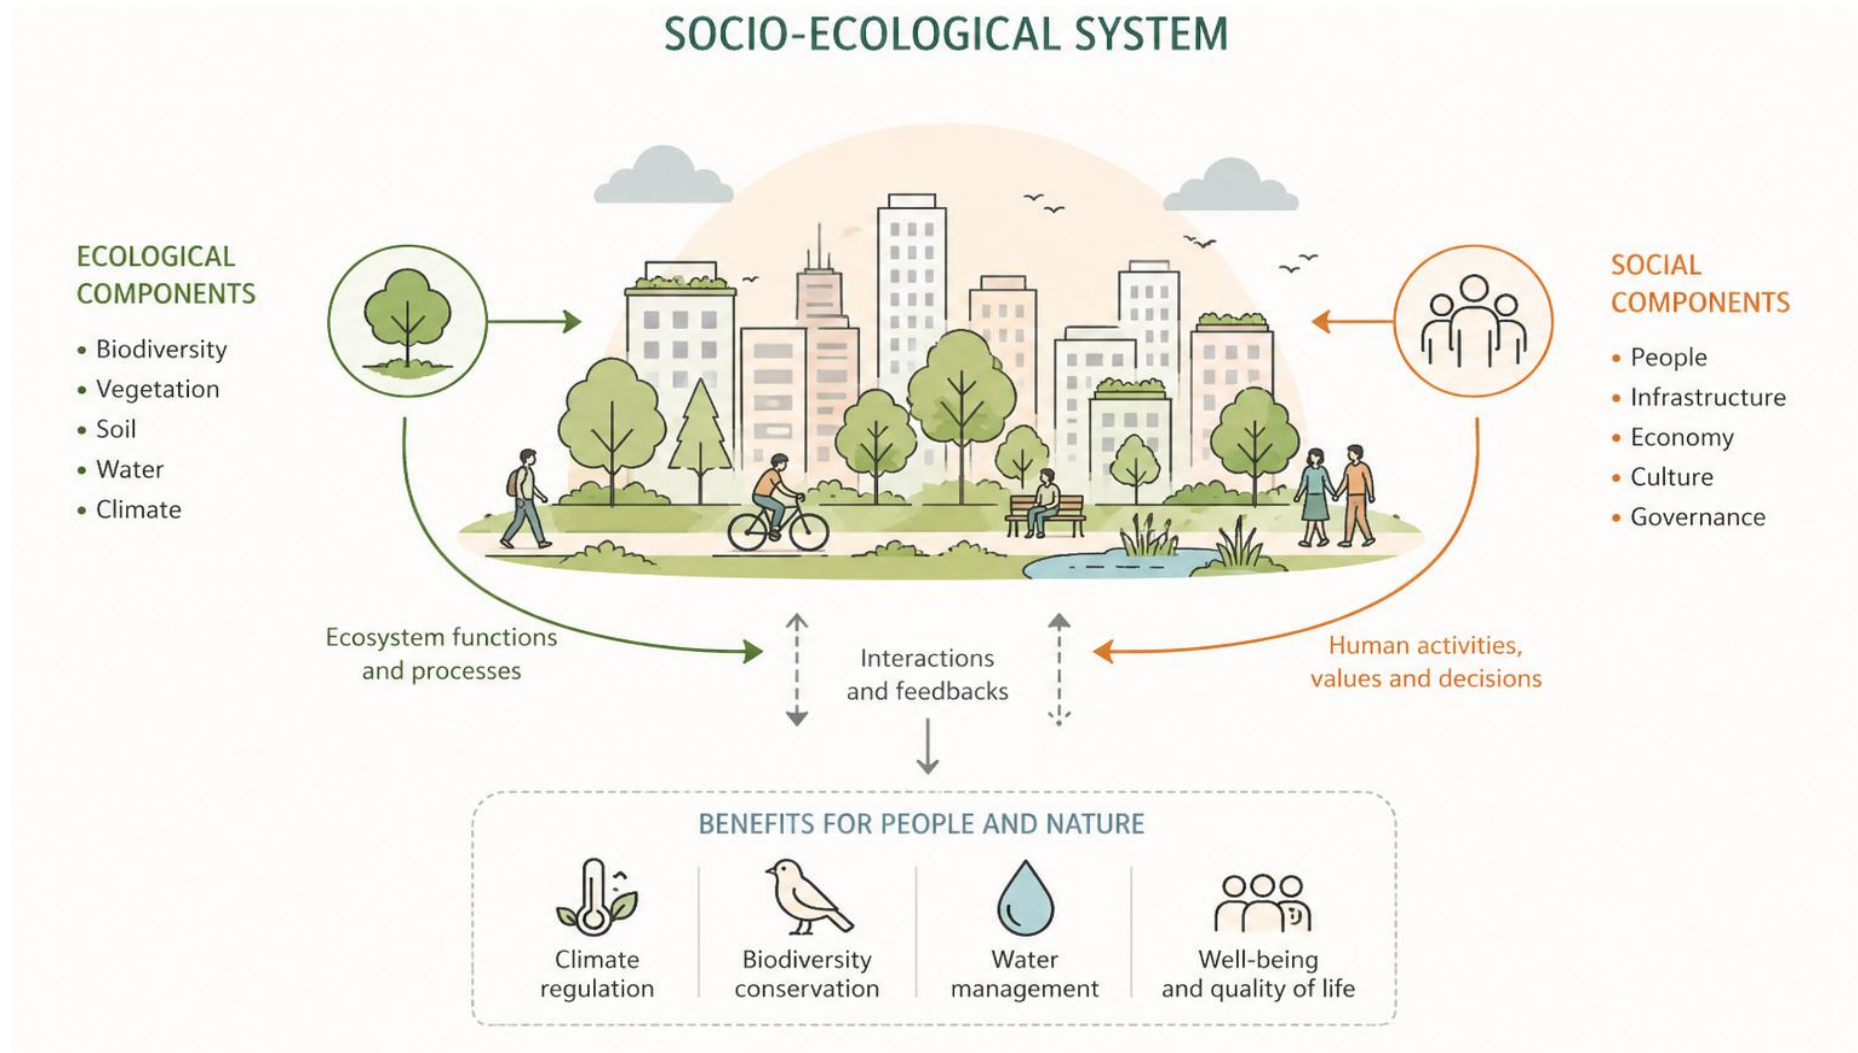 SOCIO-ECOLOGICAL SYSTEM
ECOLOGICAL
COMPONENTS
• Biodiversity
• Vegetation
• Soil
• Water
• Climate
SOCIAL
COMPONENTS
• People
• Infrastructure
• Economy
• Culture
• Governance
Ecosystem functions
and processes
Interactions
and feedbacks
Human activities,
values and decisions
BENEFITS FOR PEOPLE AND NATURE
Climate
regulation
Biodiversity
conservation
Water
management
Well-being
and quality of life